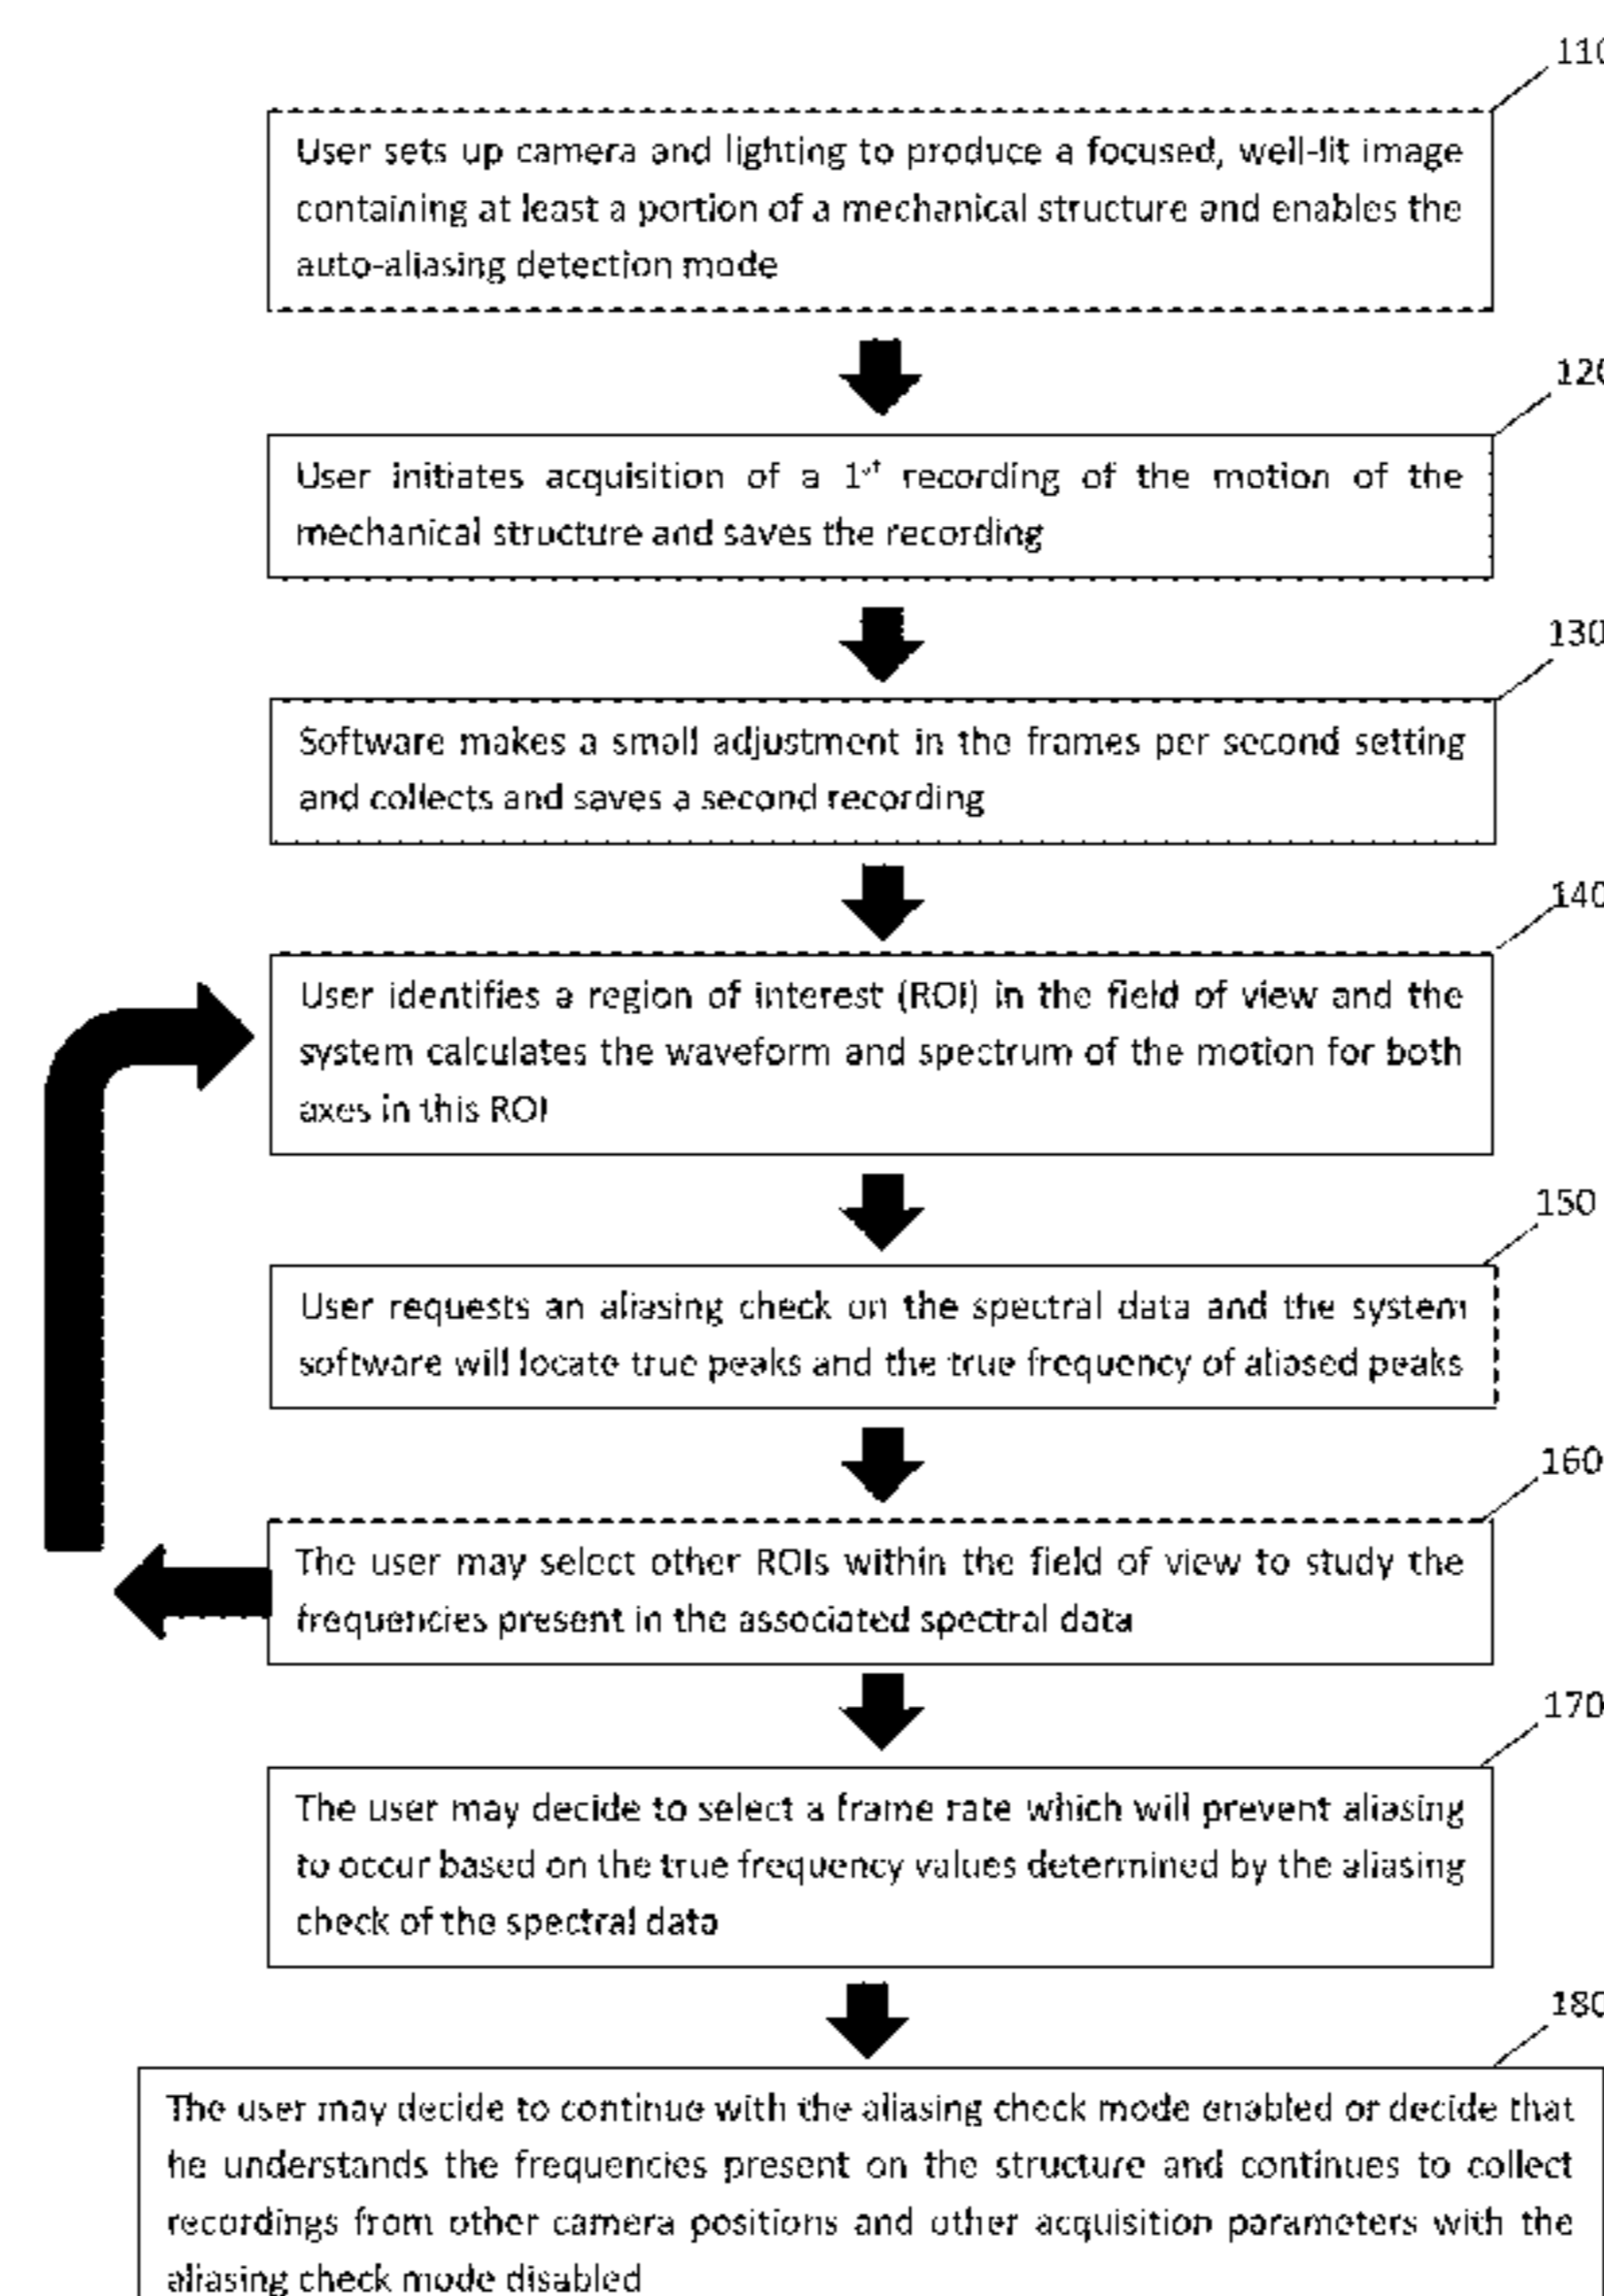 110
User sets up camera and lighting to produce a focused, well-lit image
containing at least a portion of a mechanical structure and enables the
auto-aliasing detection mode
120
User initiates acquisition of a 1st recording of the motion of the
mechanical structure and saves the recording
130
Software makes a small adjustment in the frames per second setting
and collects and saves a second recording
140
User identifies a region of interest (ROI) in the field of view and the
system calculates the waveform and spectrum of the motion for both
axes in this ROI
150
User requests an aliasing check on the spectral data and the system
software will locate true peaks and the true frequency of aliased peaks
160
The user may select other ROIs within the field of view to study the
frequencies present in the associated spectral data
170
The user may decide to select a frame rate which will prevent aliasing
to occur based on the true frequency values determined by the aliasing
check of the spectral data
180
The user may decide to continue with the aliasing check mode enabled or decide that
he understands the frequencies present on the structure and continues to collect
recordings from other camera positions and other acquisition parameters with the
aliasing check mode disabled